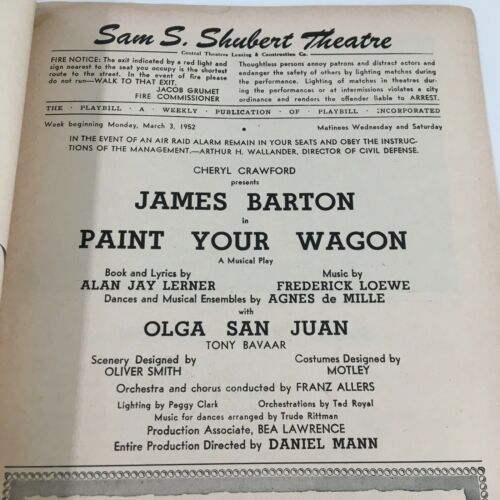 Sam S. Shubert Theatre
Central Theatres Leasing & Construction Co.
FIRE NOTICE: The exit indicated by a red light and
sign nearest to the seat you occupy is the shortest
route to the street. In the event of fire please
do not run—WALK TO THAT EXIT.
JACOB GRUMET
FIRE COMMISSIONER
Thoughtless persons annoy patrons and distract actors and
endanger the safety of others by lighting matches during
the performance. Lighting of matches in theatres dur-
ing the performances or at intermissions violates a city
ordinance and renders the offender liable to ARREST.
THE · PLAYBILL · A · WEEKLY · PUBLICATION · OF · PLAYBILL · INCORPORATED
Week beginning Monday, March 3, 1952 • Matinees Wednesday and Saturday
IN THE EVENT OF AN AIR RAID ALARM REMAIN IN YOUR SEATS AND OBEY THE INSTRUC-
TIONS OF THE MANAGEMENT.—ARTHUR H. WALLANDER, DIRECTOR OF CIVIL DEFENSE.
CHERYL CRAWFORD
presents
JAMES BARTON
in
PAINT YOUR WAGON
A Musical Play
Book and Lyrics by
ALAN JAY LERNER
Music by
FREDERICK LOEWE
Dances and Musical Ensembles by AGNES de MILLE
with
OLGA SAN JUAN
TONY BAVAAR
Scenery Designed by
OLIVER SMITH
Costumes Designed by
MOTLEY
Orchestra and chorus conducted by FRANZ ALLERS
Lighting by Peggy Clark Orchestrations by Ted Royal
Music for dances arranged by Trude Rittman
Production Associate, BEA LAWRENCE
Entire Production Directed by DANIEL MANN